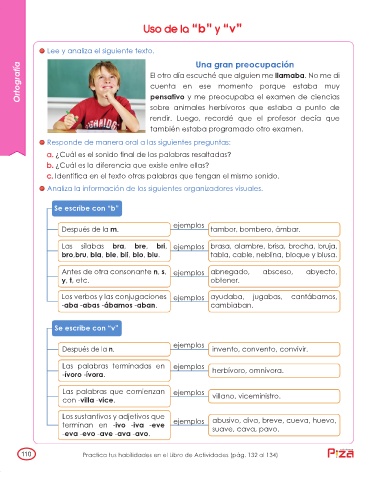 Uso de la “b” y “v”
Ortografía
Lee y analiza el siguiente texto.
Una gran preocupación
El otro día escuché que alguien me llamaba. No me di
cuenta en ese momento porque estaba muy
pensativo y me preocupaba el examen de ciencias
sobre animales herbívoros que estaba a punto de
rendir. Luego, recordé que el profesor decía que
también estaba programado otro examen.
Responde de manera oral a las siguientes preguntas:
a. ¿Cuál es el sonido final de las palabras resaltadas?
b. ¿Cuál es la diferencia que existe entre ellas?
c. Identifica en el texto otras palabras que tengan el mismo sonido.
Analiza la información de los siguientes organizadores visuales.
Se escribe con “b”
Después de la m.
ejemplos
tambor, bombero, ámbar.
Las sílabas bra, bre, bri,
bro,bru, bla, ble, bli, blo, blu.
ejemplos
brasa, alambre, brisa, brocha, bruja,
tabla, cable, neblina, bloque y blusa.
Antes de otra consonante n, s,
y, t, etc.
ejemplos
abnegado, absceso, abyecto,
obtener.
Los verbos y las conjugaciones
-aba -abas -ábamos -aban.
ejemplos
ayudaba, jugabas, cantábamos,
cambiaban.
Se escribe con “v”
Después de la n.
ejemplos
invento, convento, convivir.
Las palabras terminadas en
-ívoro -ívora.
ejemplos
herbívoro, omnívora.
Las palabras que comienzan
con -villa -vice.
ejemplos
villano, viceministro.
Los sustantivos y adjetivos que
terminan en -ivo -iva -eve
-eva -evo -ave -ava -avo.
ejemplos
abusivo, diva, breve, cueva, huevo,
suave, cava, pavo.
110
Practica tus habilidades en el Libro de Actividades (pág. 132 al 134)